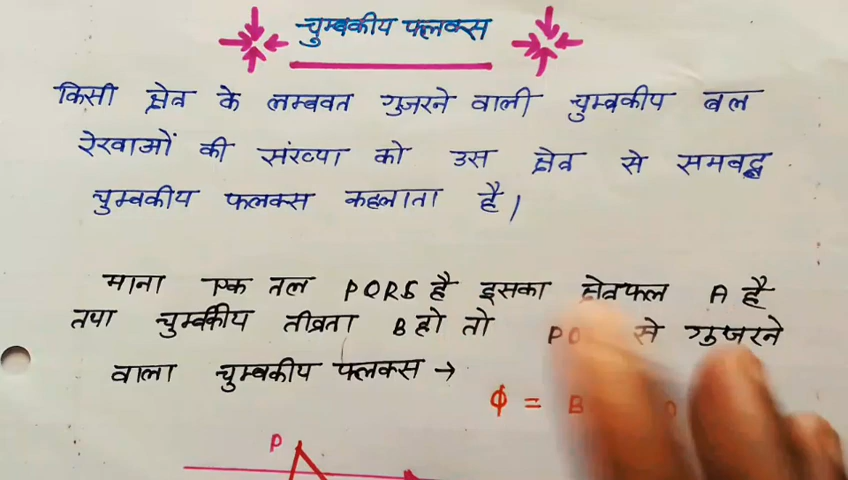 चुम्बकीय फ्लक्स
किसी क्षेत्र के लम्बवत गुजरने वाली चुम्बकीय बल
रेखाओं की संख्या को उस क्षेत्र से समबद्ध
चुम्बकीय फ्लक्स कहलाता है।
माना एक तल PQRS है इसका क्षेत्रफल A है
तथा चुम्बकीय तीव्रता B हो तो से गुजरने
वाला चुम्बकीय फ्लक्स →
ϕ = B
P